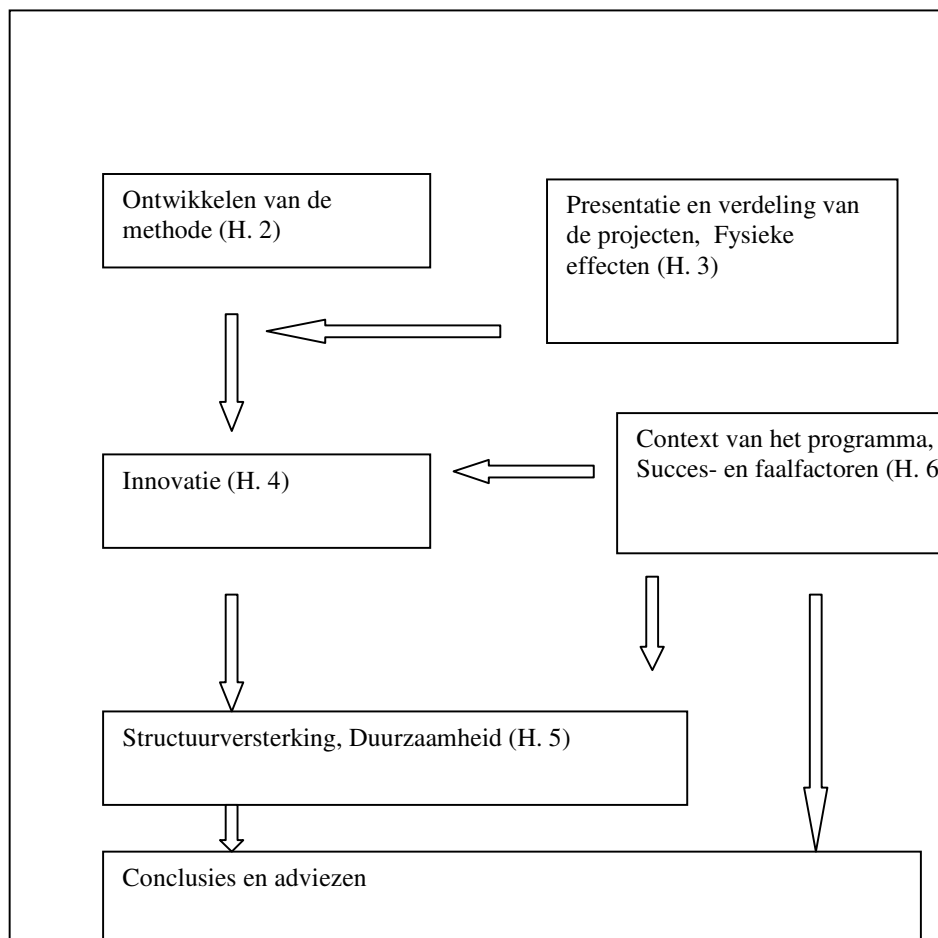 Ontwikkelen van de
methode (H. 2)
Presentatie en verdeling van
de projecten, Fysieke
effecten (H. 3)
Context van het programma,
Succes- en faalfactoren (H. 6
Innovatie (H. 4)
Structuurversterking, Duurzaamheid (H. 5)
Conclusies en adviezen